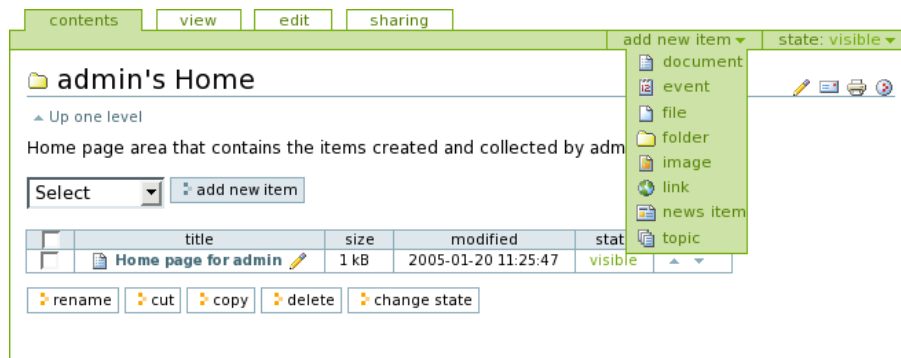 contents view edit sharing
add new item state: visible
document
admin's Home
event
Up one level
file
Home page area that contains the items created and collected by adm
folder
image
Select add new item
link
news item
title size modified stat
topic
Home page for admin 1 kB 2005-01-20 11:25:47 visible
rename cut copy delete change state